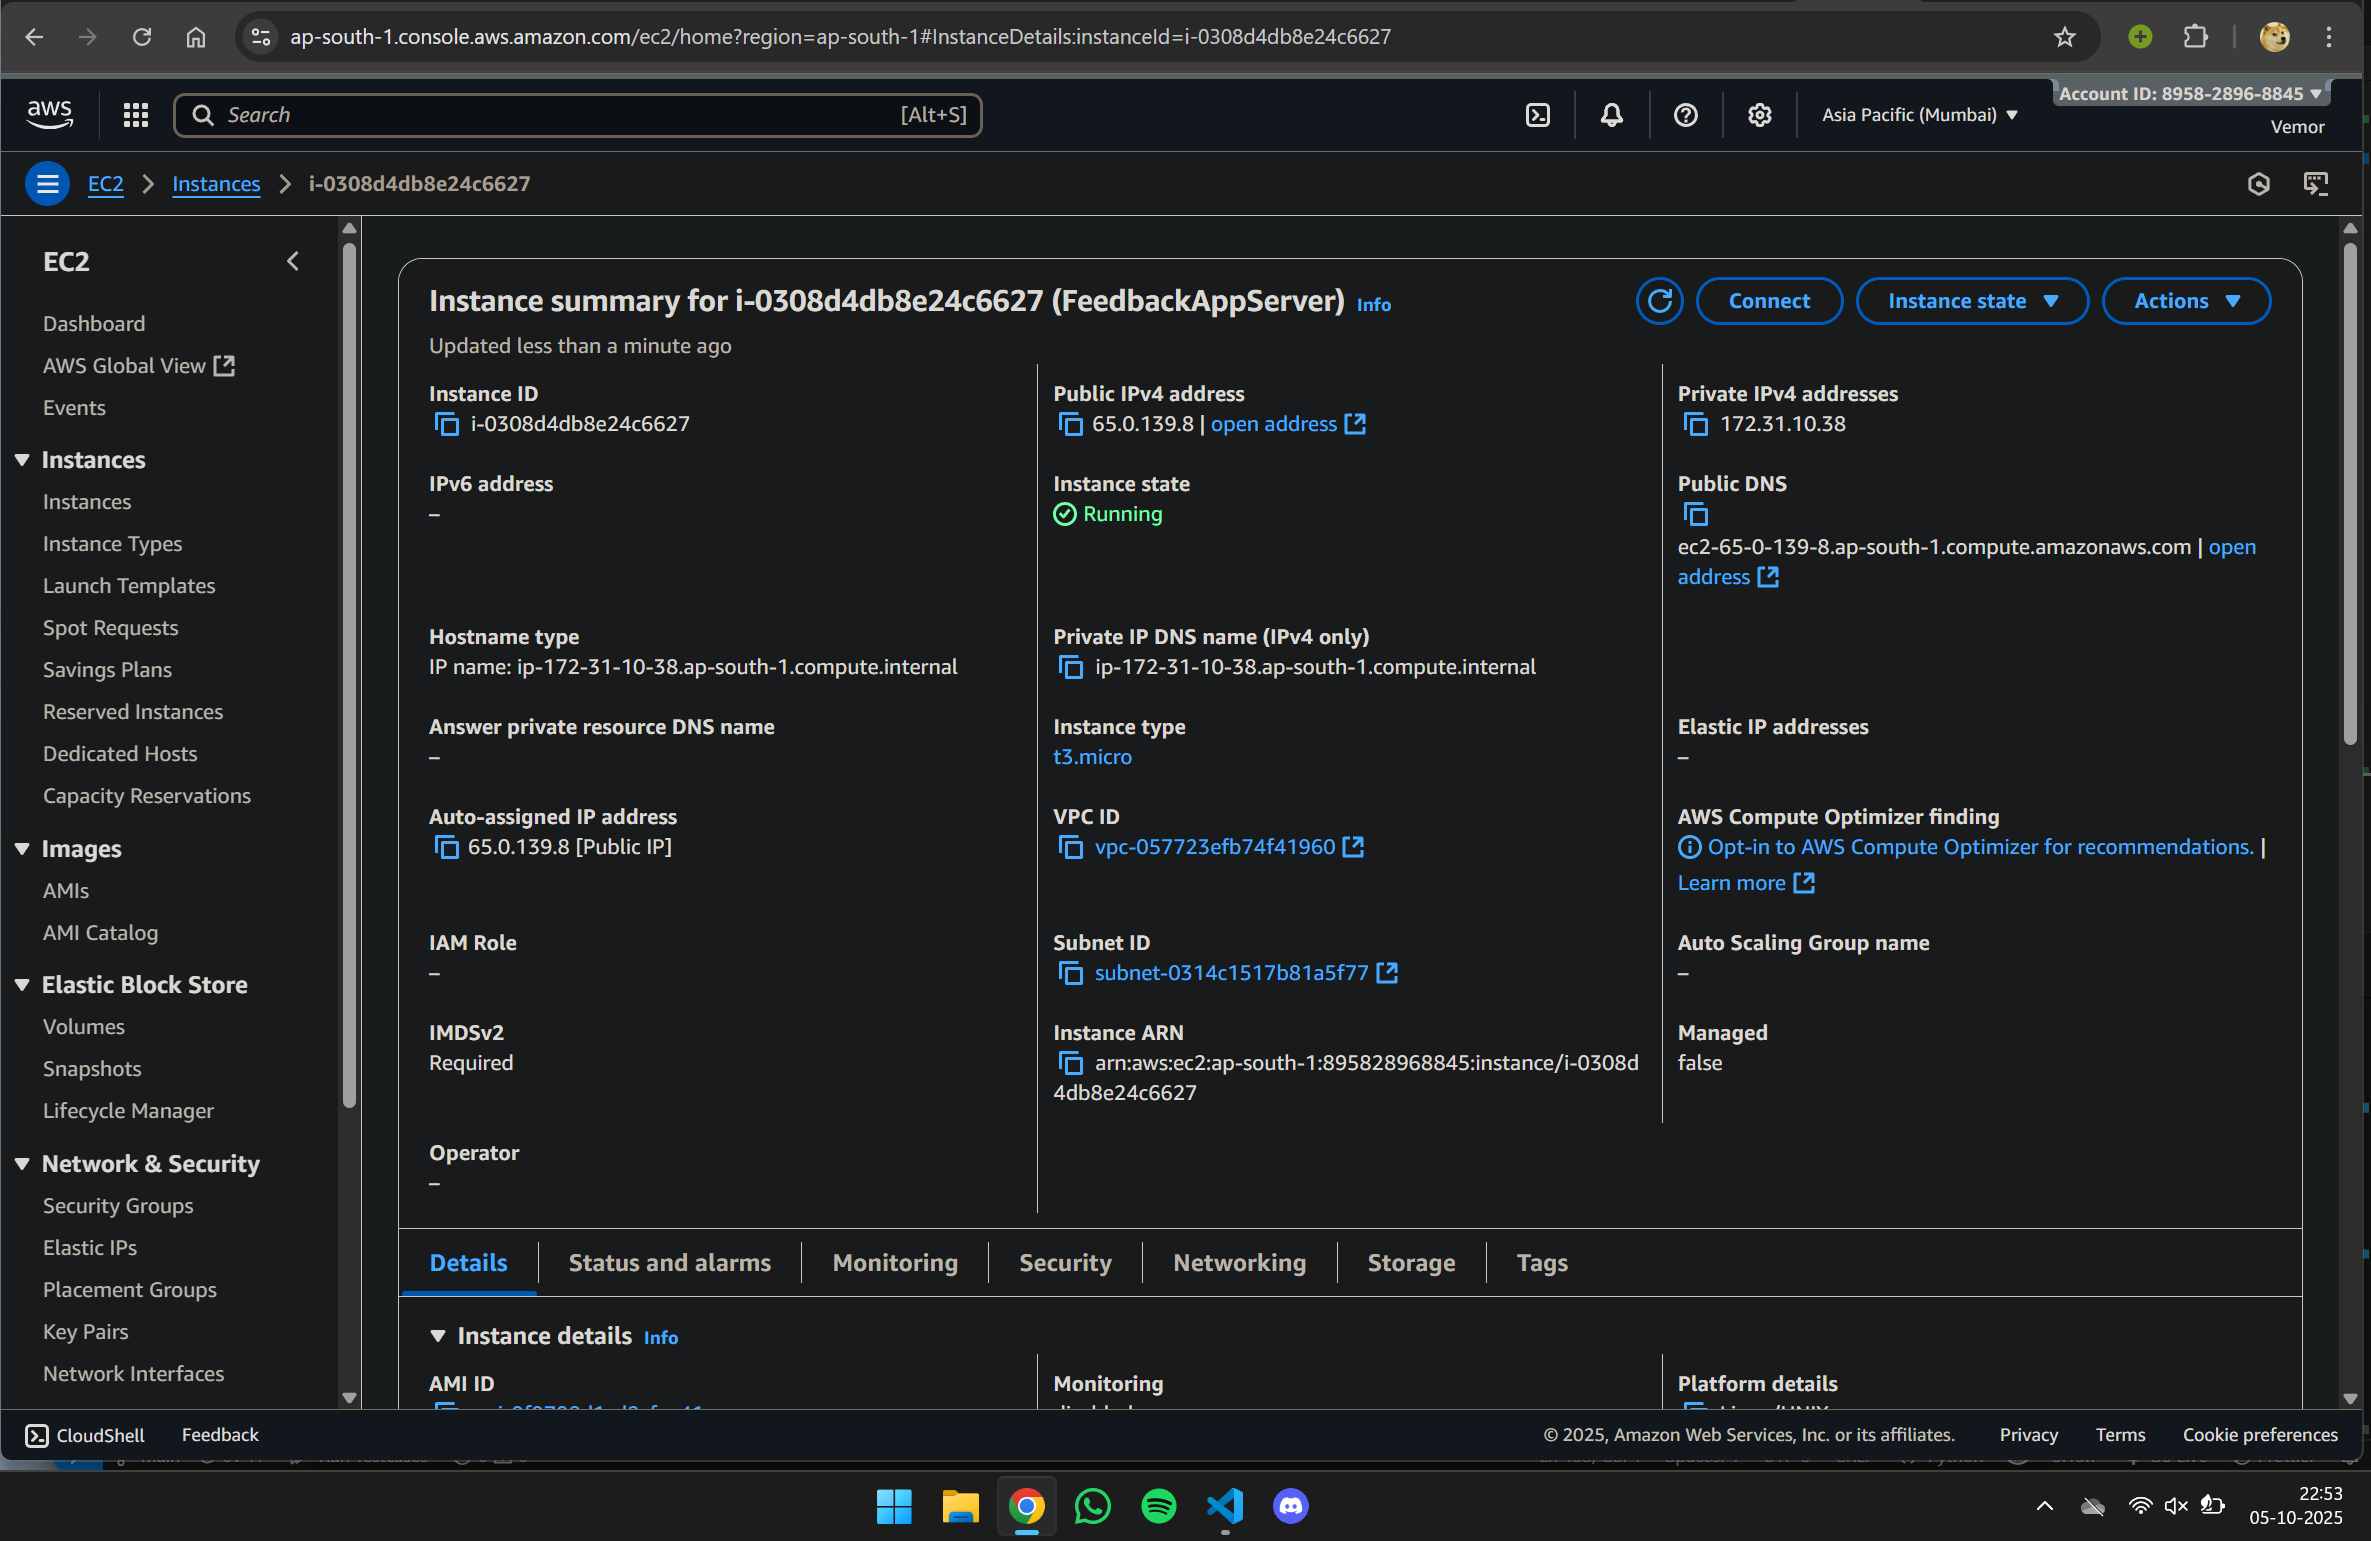 ap-south-1.console.aws.amazon.com/ec2/home?region=ap-south-1#InstanceDetails:instanceId=i-0308d4db8e24c6627
aws
Search
[Alt+S]
Asia Pacific (Mumbai)
Account ID: 8958-2896-8845
Vemor
EC2
Instances
i-0308d4db8e24c6627
EC2
Dashboard
AWS Global View
Events
Instances
Instances
Instance Types
Launch Templates
Spot Requests
Savings Plans
Reserved Instances
Dedicated Hosts
Capacity Reservations
Images
AMIs
AMI Catalog
Elastic Block Store
Volumes
Snapshots
Lifecycle Manager
Network & Security
Security Groups
Elastic IPs
Placement Groups
Key Pairs
Network Interfaces
Instance summary for i-0308d4db8e24c6627 (FeedbackAppServer) Info
Connect
Instance state
Actions
Updated less than a minute ago
Instance ID
i-0308d4db8e24c6627
Public IPv4 address
65.0.139.8 | open address
Private IPv4 addresses
172.31.10.38
IPv6 address
–
Instance state
Running
Public DNS
ec2-65-0-139-8.ap-south-1.compute.amazonaws.com | open
address
Hostname type
IP name: ip-172-31-10-38.ap-south-1.compute.internal
Private IP DNS name (IPv4 only)
ip-172-31-10-38.ap-south-1.compute.internal
Answer private resource DNS name
–
Instance type
t3.micro
Elastic IP addresses
–
Auto-assigned IP address
65.0.139.8 [Public IP]
VPC ID
vpc-057723efb74f41960
AWS Compute Optimizer finding
Opt-in to AWS Compute Optimizer for recommendations. |
Learn more
IAM Role
–
Subnet ID
subnet-0314c1517b81a5f77
Auto Scaling Group name
–
IMDSv2
Required
Instance ARN
arn:aws:ec2:ap-south-1:895828968845:instance/i-0308d
4db8e24c6627
Managed
false
Operator
–
Details
Status and alarms
Monitoring
Security
Networking
Storage
Tags
Instance details Info
AMI ID
Monitoring
Platform details
CloudShell
Feedback
© 2025, Amazon Web Services, Inc. or its affiliates.
Privacy
Terms
Cookie preferences
22:53
05-10-2025